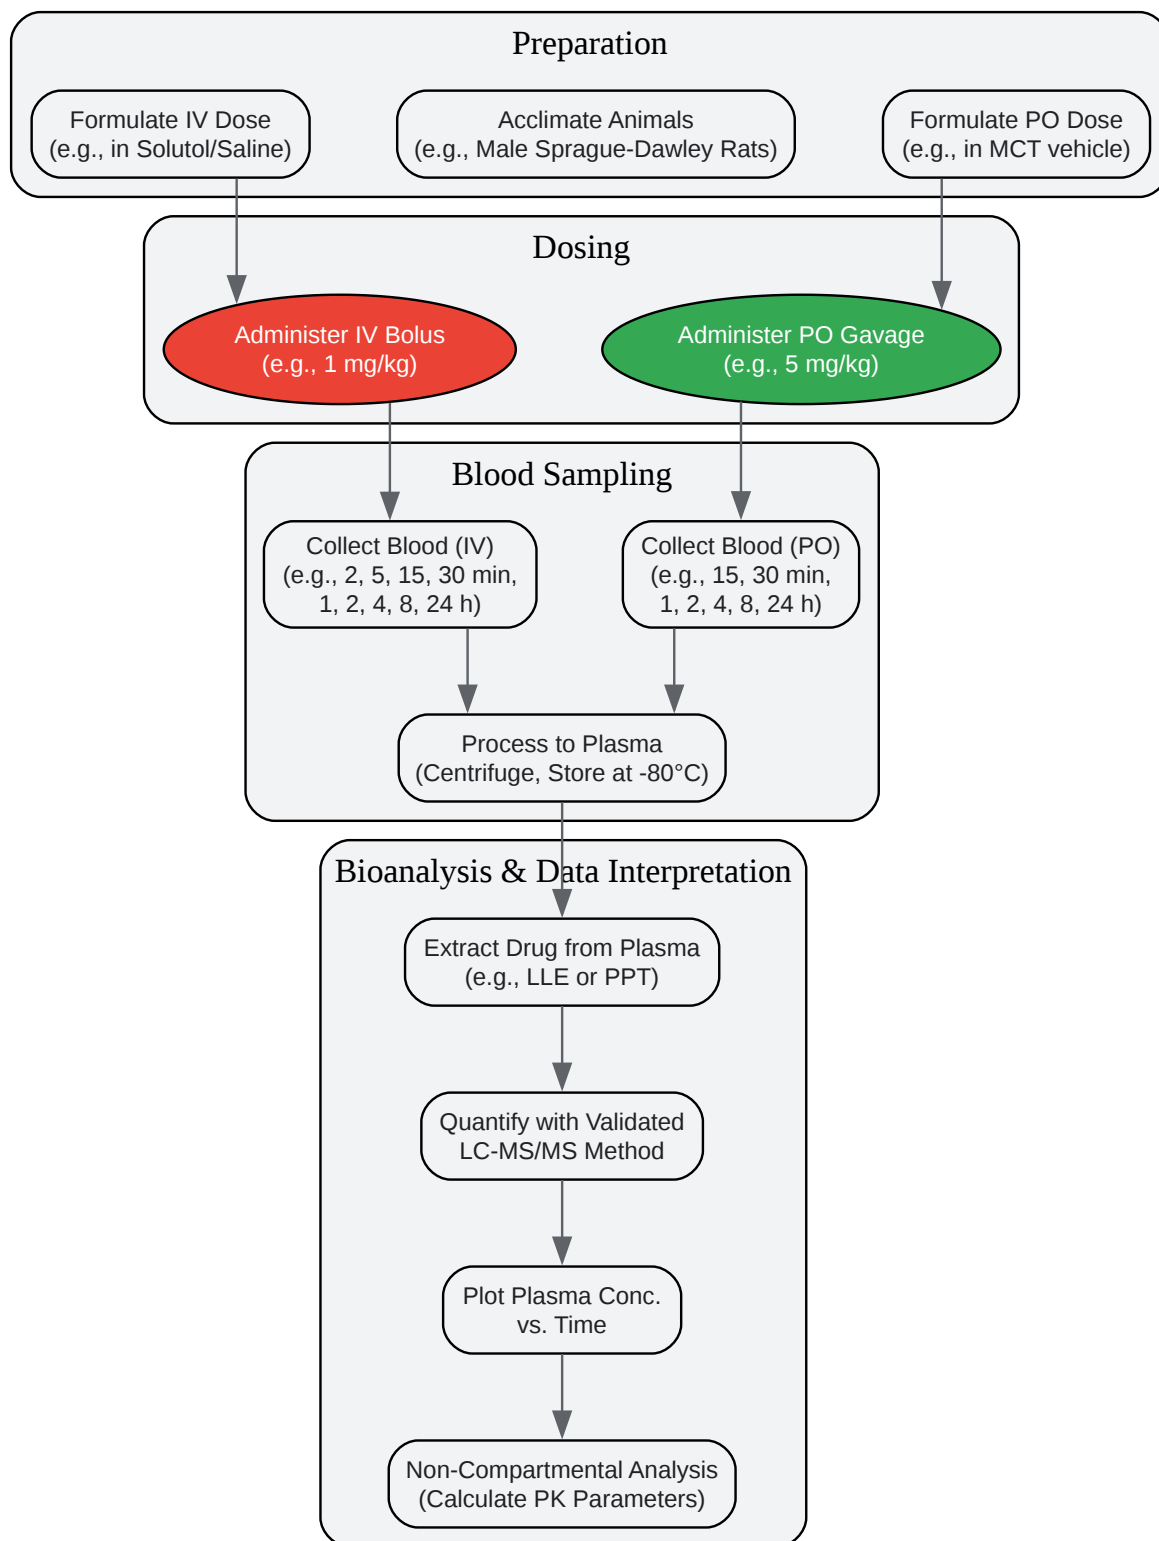 Preparation
Formulate IV Dose
(e.g., in Solutol/Saline)
Acclimate Animals
(e.g., Male Sprague-Dawley Rats)
Formulate PO Dose
(e.g., in MCT vehicle)
Dosing
Administer IV Bolus
(e.g., 1 mg/kg)
Administer PO Gavage
(e.g., 5 mg/kg)
Blood Sampling
Collect Blood (IV)
(e.g., 2, 5, 15, 30 min,
1, 2, 4, 8, 24 h)
Collect Blood (PO)
(e.g., 15, 30 min,
1, 2, 4, 8, 24 h)
Process to Plasma
(Centrifuge, Store at -80°C)
Bioanalysis & Data Interpretation
Extract Drug from Plasma
(e.g., LLE or PPT)
Quantify with Validated
LC-MS/MS Method
Plot Plasma Conc.
vs. Time
Non-Compartmental Analysis
(Calculate PK Parameters)